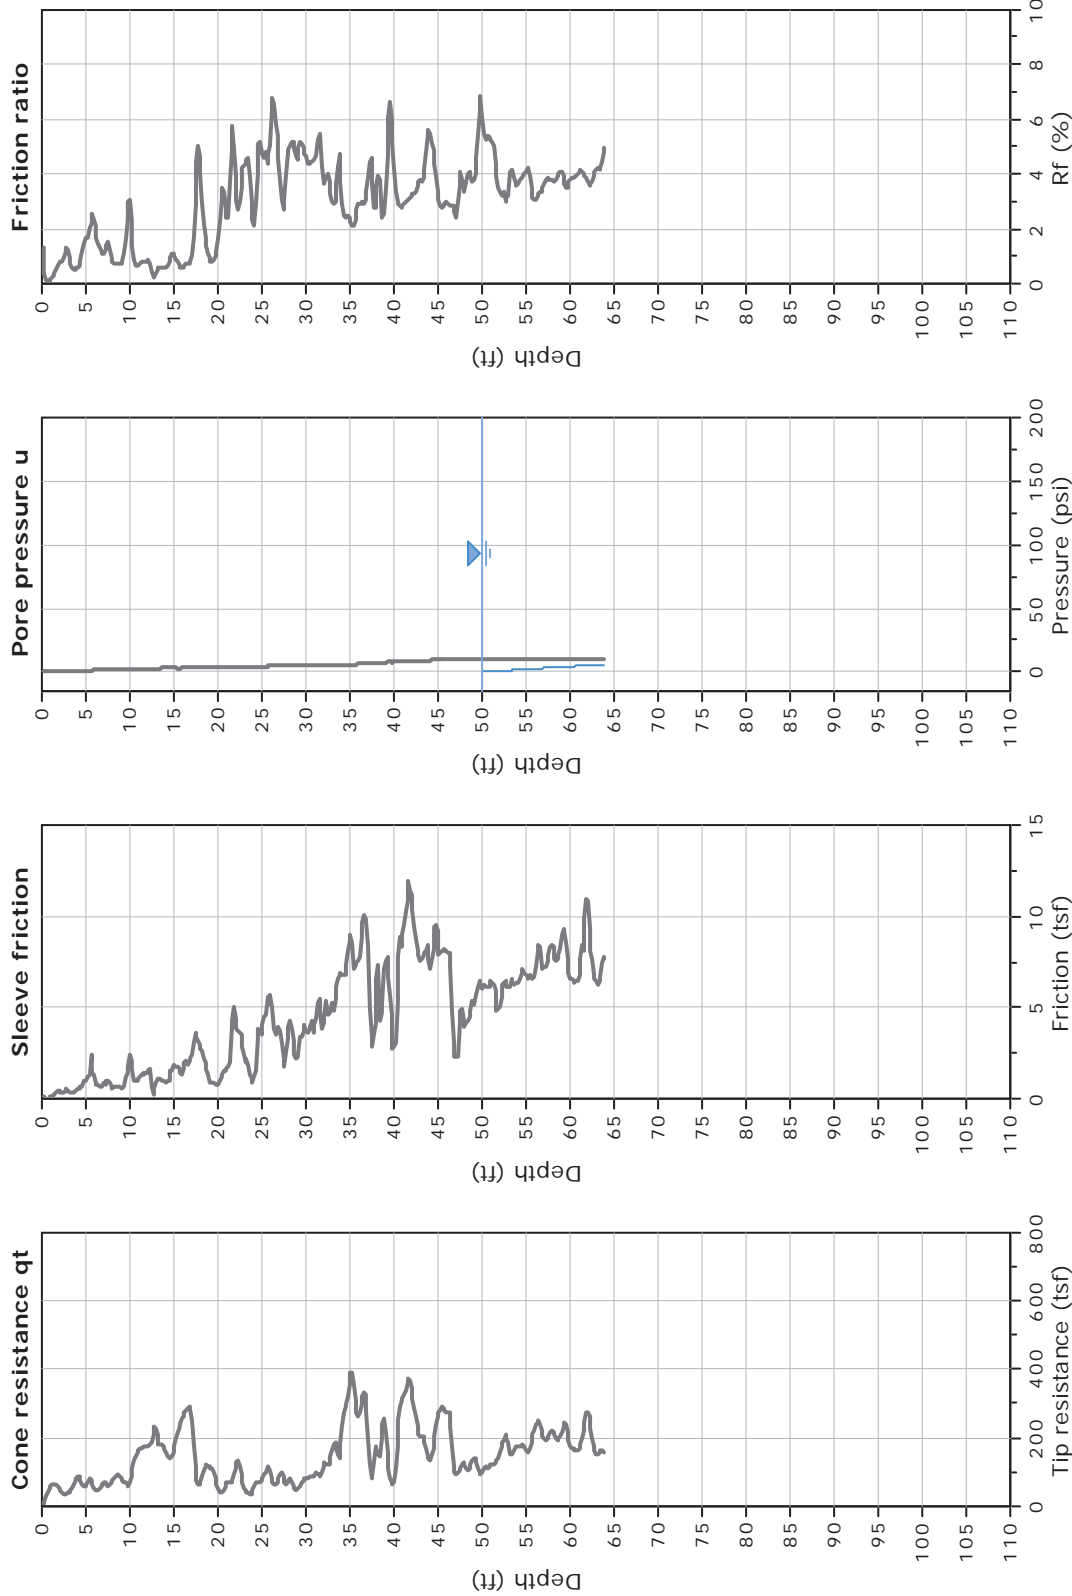 Friction ratio
0
2
4
6
8
10
Rf (%)
0 5 10 15 20 25 30 35 40 45 50 55 60 65 70 75 80 85 90 95 100 105 110
Depth (ft)
Pore pressure u
0
50
100
150
200
Pressure (psi)
0 5 10 15 20 25 30 35 40 45 50 55 60 65 70 75 80 85 90 95 100 105 110
Depth (ft)
Sleeve friction
0
5
10
15
Friction (tsf)
0 5 10 15 20 25 30 35 40 45 50 55 60 65 70 75 80 85 90 95 100 105 110
Depth (ft)
Cone resistance qt
0
200
400
600
800
Tip resistance (tsf)
0 5 10 15 20 25 30 35 40 45 50 55 60 65 70 75 80 85 90 95 100 105 110
Depth (ft)